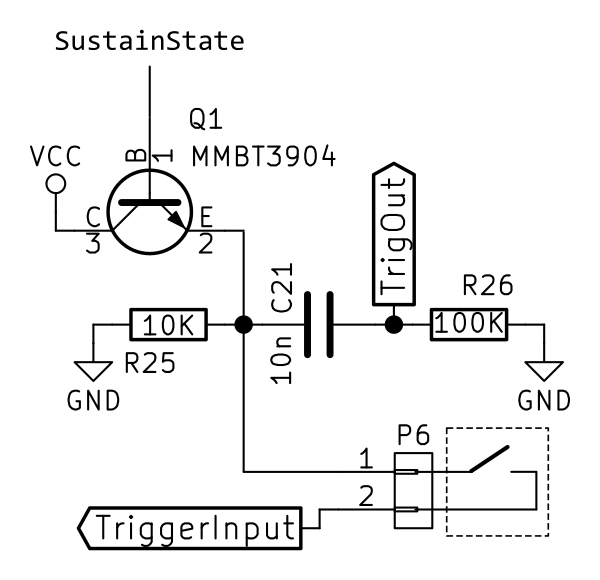 SustainState
Q1
MMBT3904
VCC
B
1
C
3
E
2
TrigOut
C21
10n
R26
100K
10K
R25
GND
GND
P6
1
2
TriggerInput